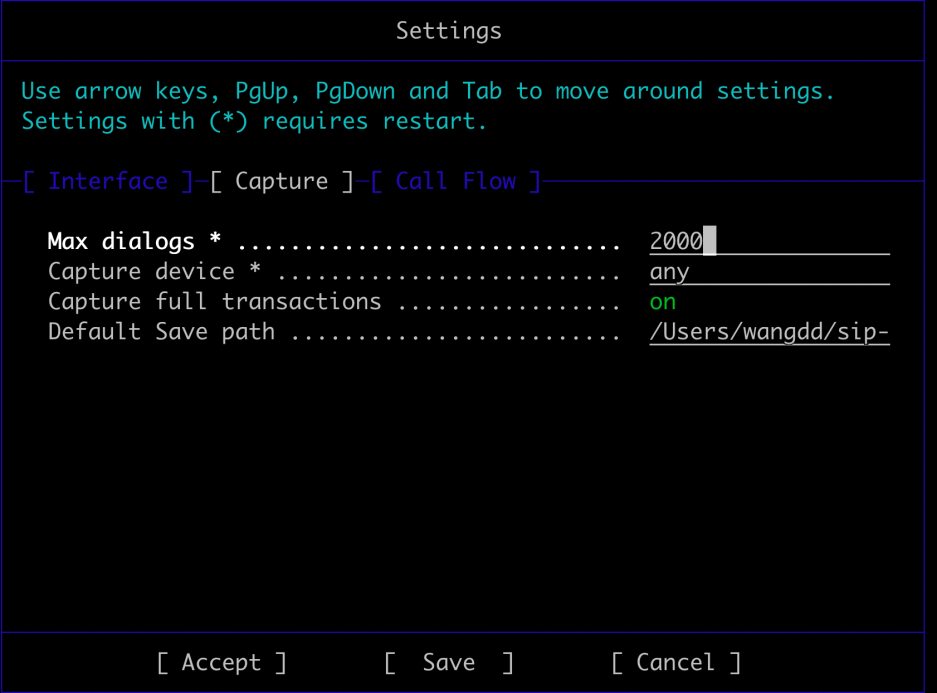 Settings
Use arrow keys, PgUp, PgDown and Tab to move around settings.
Settings with (*) requires restart.
[ Interface ] [ Capture ] [ Call Flow ]
Max dialogs * ............................. 2000
Capture device * .......................... any
Capture full transactions ................. on
Default Save path ......................... /Users/wangdd/sip-
[ Accept ] [ Save ] [ Cancel ]